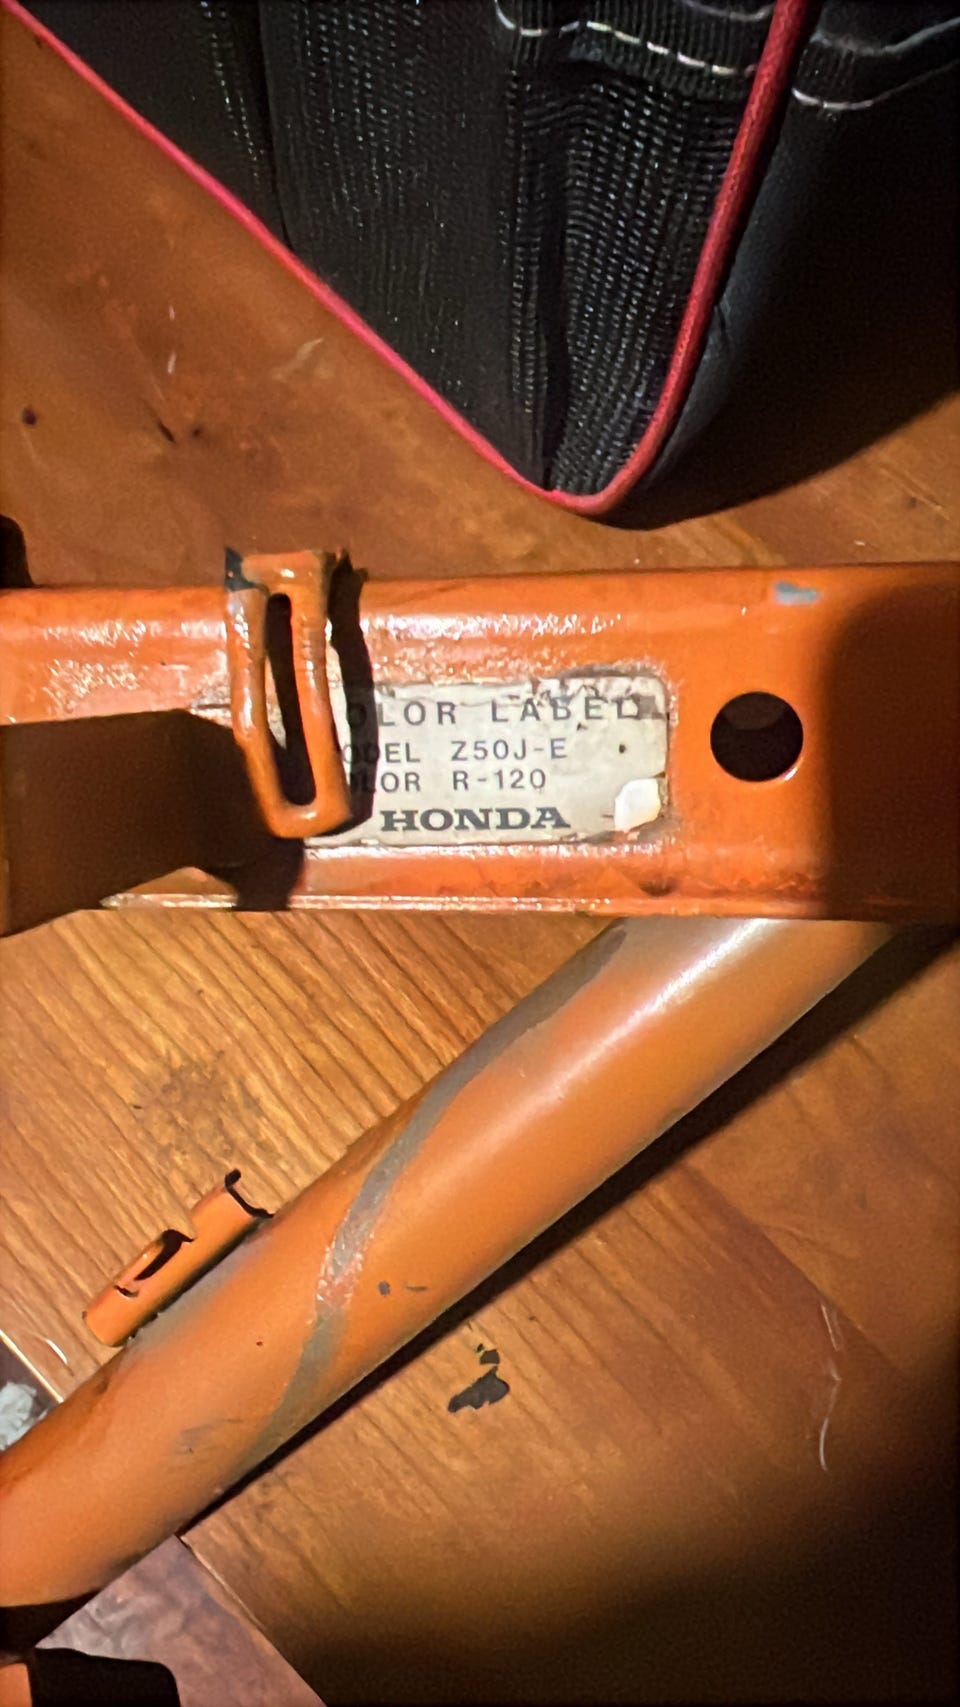 OLOR LABEL
ODEL Z50J-E
LOR R-120
HONDA